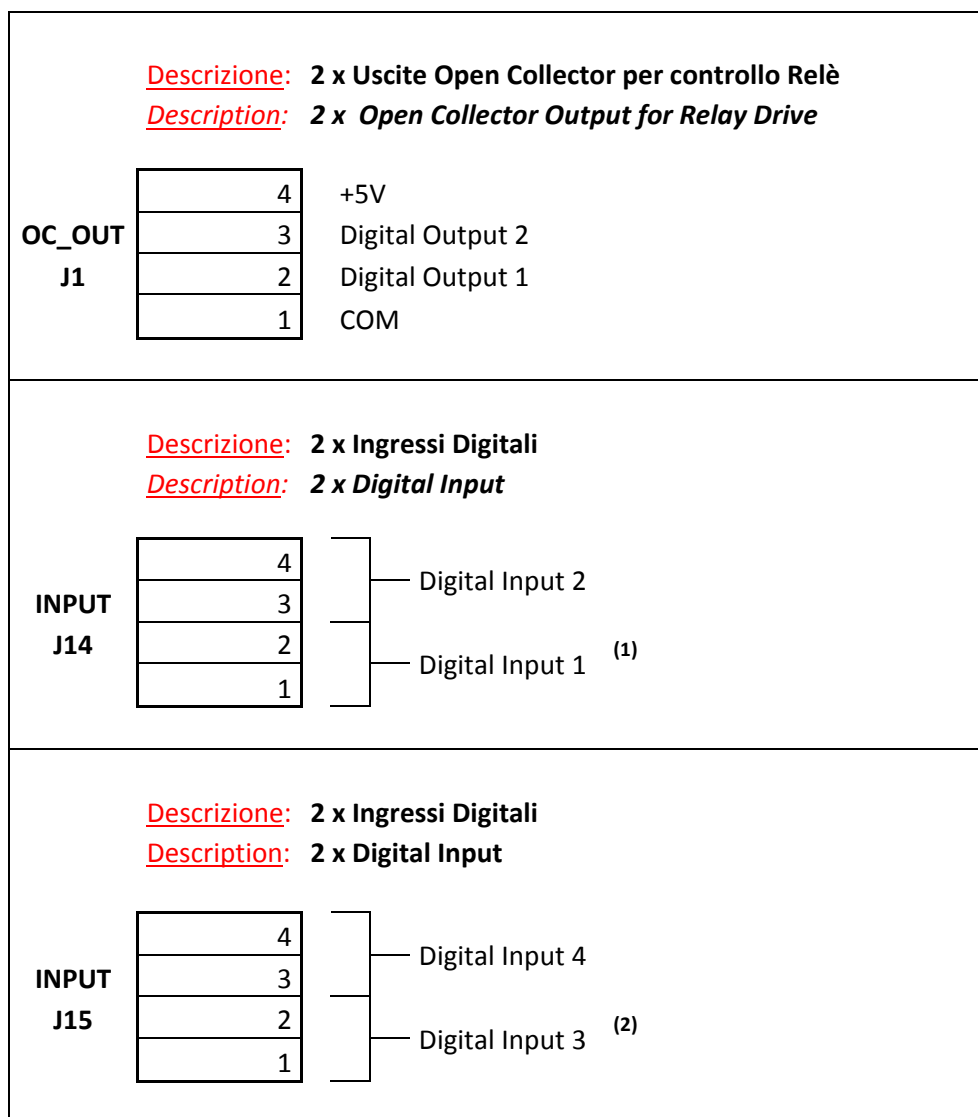 Descrizione: 2 x Uscite Open Collector per controllo Relè
Description: 2 x Open Collector Output for Relay Drive
4 +5V
OC_OUT 3 Digital Output 2
J1 2 Digital Output 1
1 COM
Descrizione: 2 x Ingressi Digitali
Description: 2 x Digital Input
4
Digital Input 2
INPUT 3
J14 2
Digital Input 1 (1)
1
Descrizione: 2 x Ingressi Digitali
Description: 2 x Digital Input
4
Digital Input 4
INPUT 3
J15 2
Digital Input 3 (2)
1